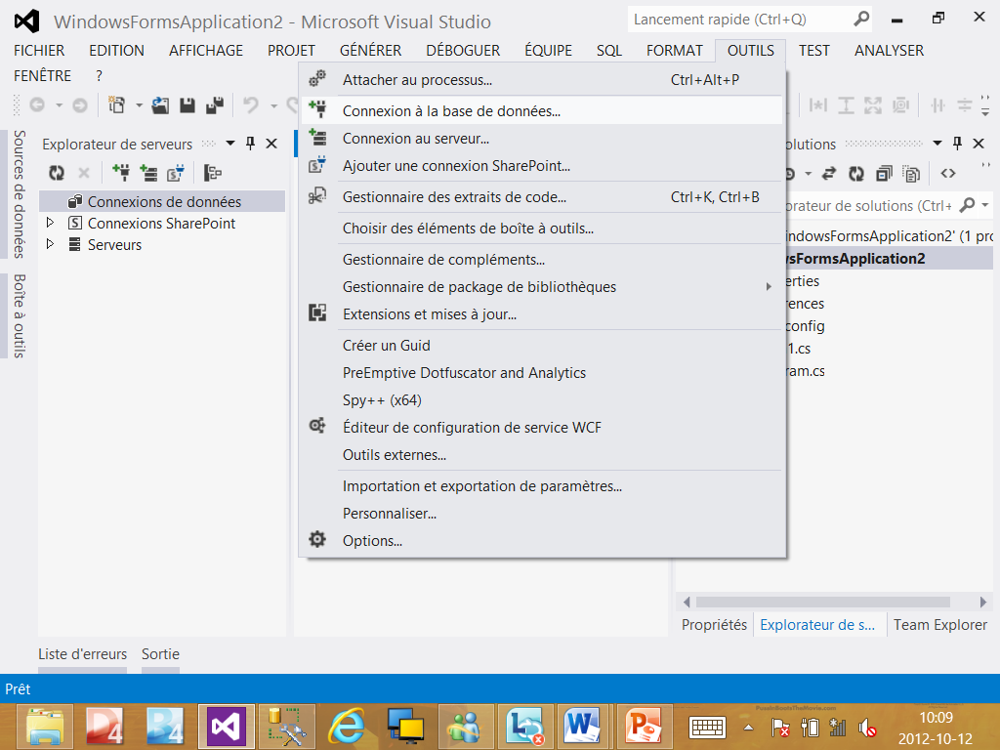 WindowsFormsApplication2 - Microsoft Visual Studio
Lancement rapide (Ctrl+Q)
FICHIER EDITION AFFICHAGE PROJET GÉNÉRER DÉBOGUER ÉQUIPE SQL FORMAT OUTILS TEST ANALYSER
FENÊTRE ?
Sources de données
Boîte à outils
Explorateur de serveurs
Connexions de données
Connexions SharePoint
Serveurs
Attacher au processus... Ctrl+Alt+P
Connexion à la base de données...
Connexion au serveur...
Ajouter une connexion SharePoint...
Gestionnaire des extraits de code... Ctrl+K, Ctrl+B
Choisir des éléments de boîte à outils...
Gestionnaire de compléments...
Gestionnaire de package de bibliothèques
Extensions et mises à jour...
Créer un Guid
PreEmptive Dotfuscator and Analytics
Spy++ (x64)
Éditeur de configuration de service WCF
Outils externes...
Importation et exportation de paramètres...
Personnaliser...
Options...
olutions
orateur de solutions (Ctrl+
ndowsFormsApplication2' (1 pro
vsFormsApplication2
erties
rences
config
1.cs
ram.cs
Propriétés Explorateur de s... Team Explorer
Liste d'erreurs Sortie
Prêt
PussInBootsTheMovie.com
10:09
2012-10-12